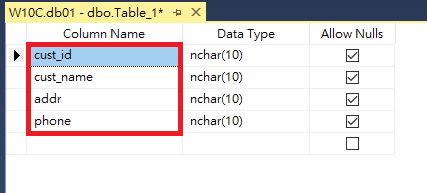 W10C.db01 - dbo.Table_1*
Column Name Data Type Allow Nulls
cust_id nchar(10)
cust_name nchar(10)
addr nchar(10)
phone nchar(10)